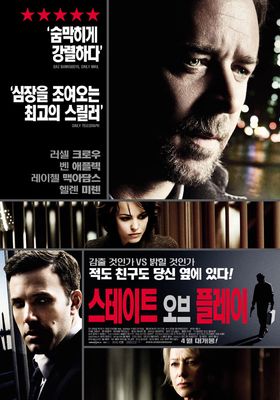 ★★★★★
'숨막히게
강렬하다'
'심장을 조여오는
최고의 스릴러'
러셀 크로우
벤 애플렉
레이첼 맥아담스
헬렌 미렌
감출 것인가 VS 밝힐 것인가
적도 친구도 당신 옆에 있다!
스테이트 오브 플레이
4월 대개봉!